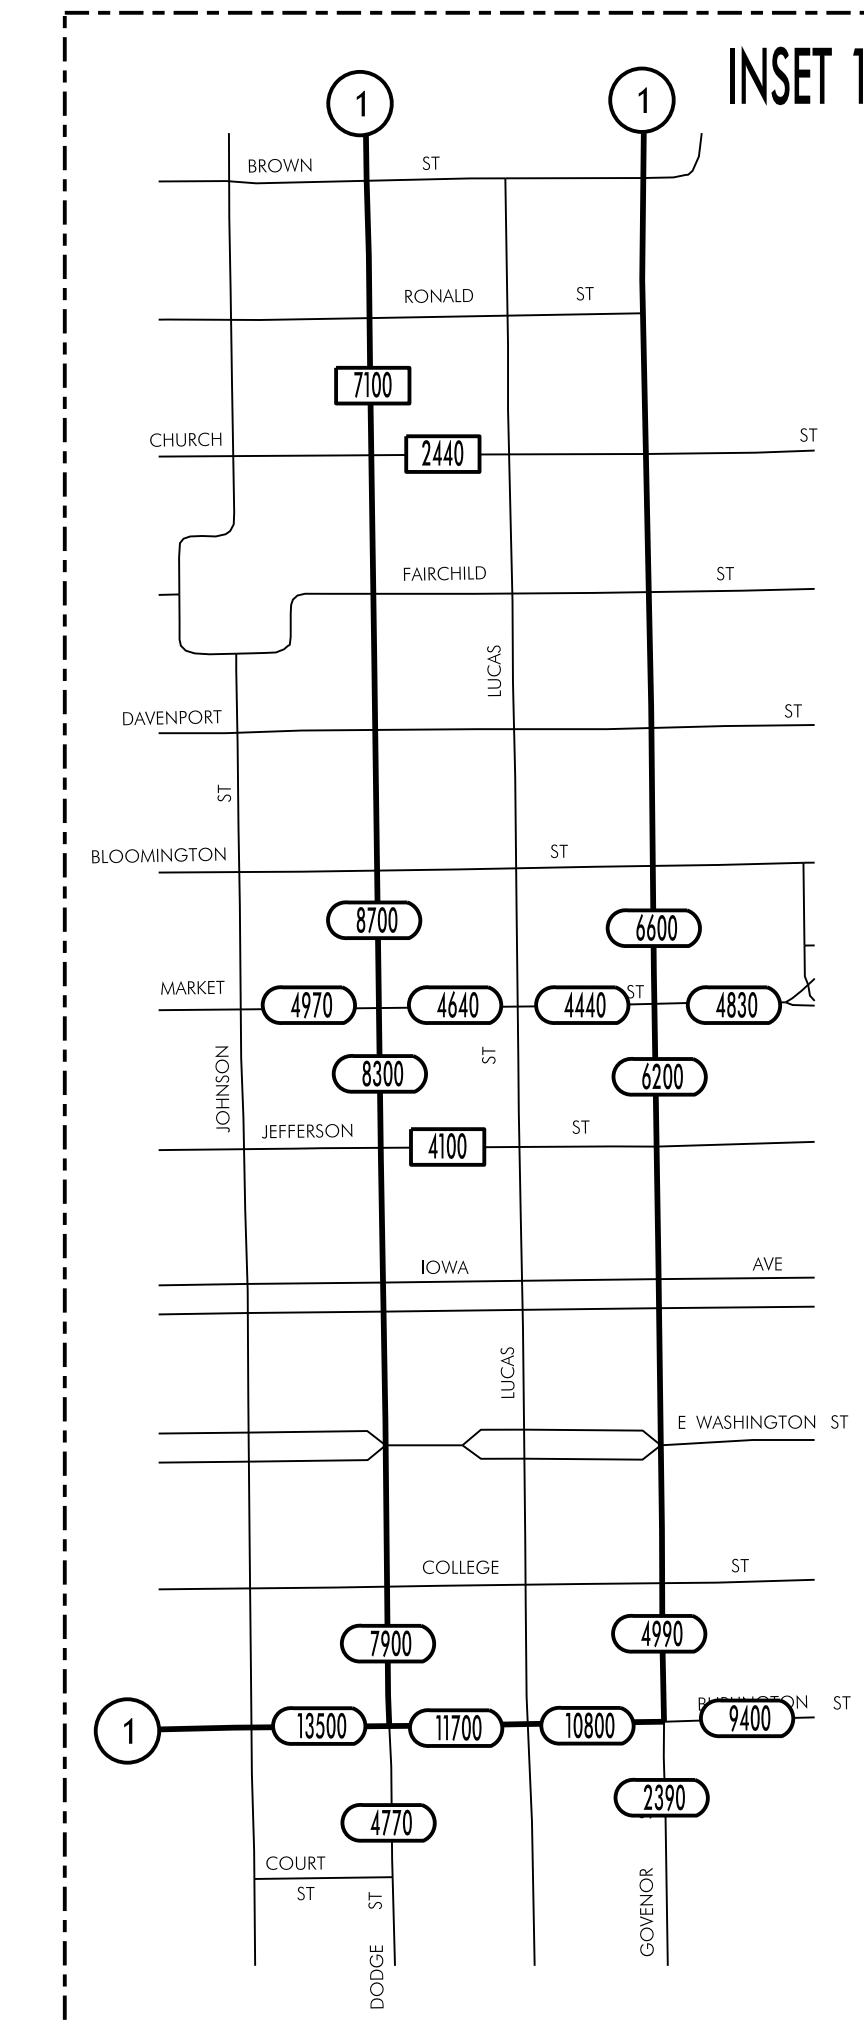 INSET 1
1
1
BROWN ST
RONALD ST
7100
CHURCH ST
2440
FAIRCHILD ST
LUCAS
DAVENPORT ST
ST
BLOOMINGTON ST
8700
6600
MARKET ST
4970
4640
4440
4830
JOHNSON
ST
8300
6200
JEFFERSON ST
4100
IOWA AVE
LUCAS
E WASHINGTON ST
COLLEGE ST
7900
4990
ST
1
13500
11700
10800
9400
2390
4770
COURT
ST
ST
DODGE
GOVENOR